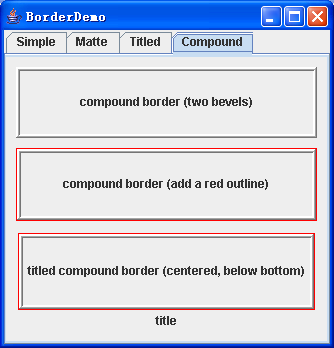 BorderDemo
Simple Matte Titled Compound
compound border (two bevels)
compound border (add a red outline)
titled compound border (centered, below bottom)
title